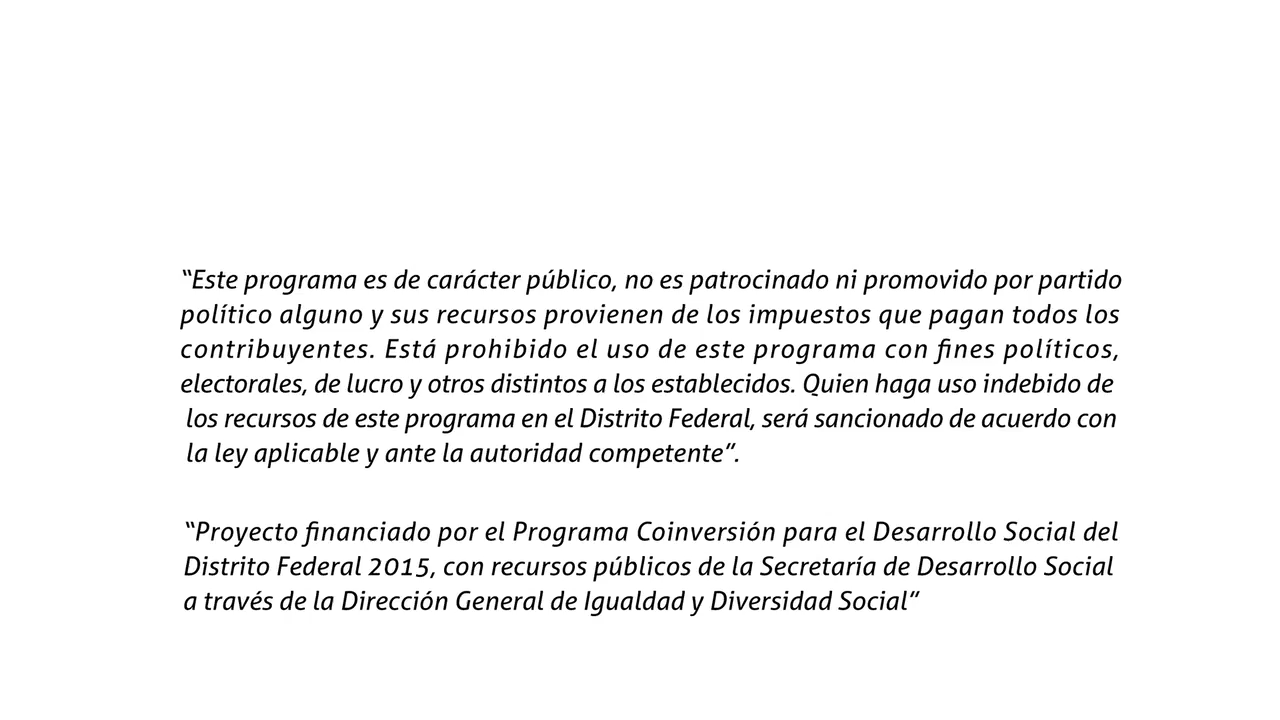 “Este programa es de carácter público, no es patrocinado ni promovido por partido
político alguno y sus recursos provienen de los impuestos que pagan todos los
contribuyentes. Está prohibido el uso de este programa con fines políticos,
electorales, de lucro y otros distintos a los establecidos. Quien haga uso indebido de
los recursos de este programa en el Distrito Federal, será sancionado de acuerdo con
la ley aplicable y ante la autoridad competente”.
“Proyecto financiado por el Programa Coinversión para el Desarrollo Social del
Distrito Federal 2015, con recursos públicos de la Secretaría de Desarrollo Social
a través de la Dirección General de Igualdad y Diversidad Social”